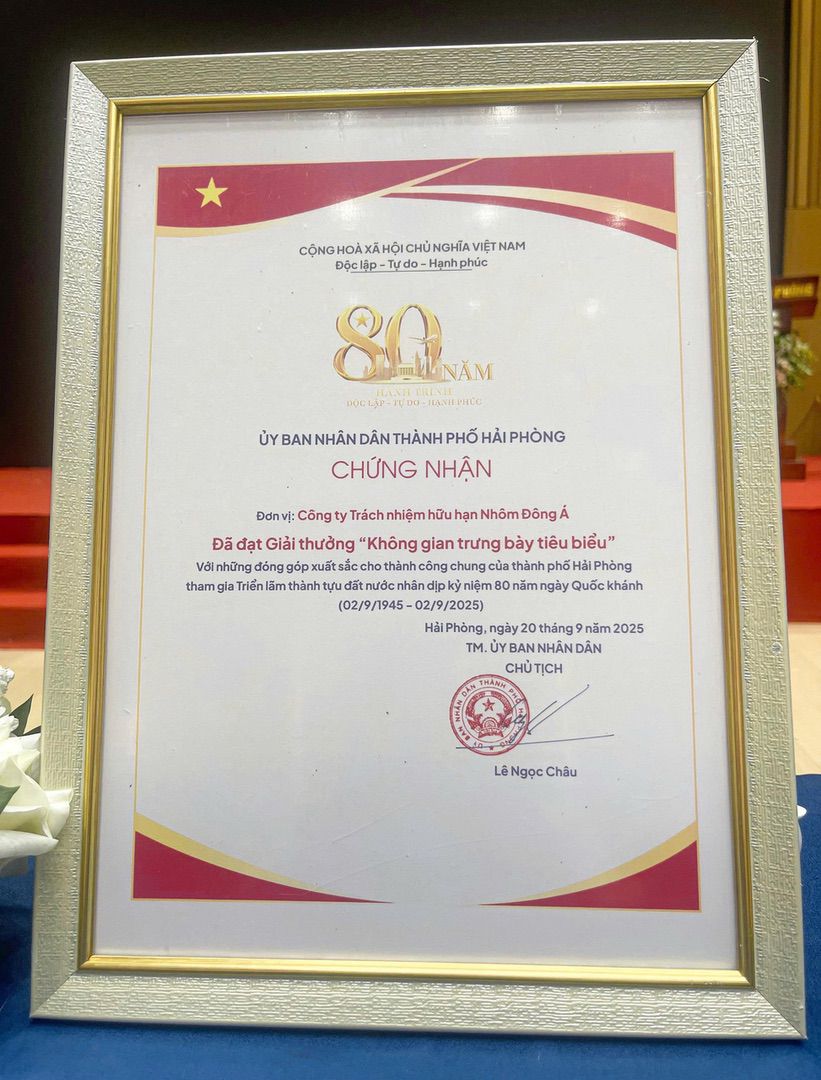 CỘNG HOÀ XÃ HỘI CHỦ NGHĨA VIỆT NAM
Độc lập - Tự do - Hạnh phúc
80 NĂM
HÀNH TRÌNH
ĐỘC LẬP - TỰ DO - HẠNH PHÚC
ỦY BAN NHÂN DÂN THÀNH PHỐ HẢI PHÒNG
CHỨNG NHẬN
Đơn vị: Công ty Trách nhiệm hữu hạn Nhôm Đông Á
Đã đạt Giải thưởng “Không gian trưng bày tiêu biểu”
Với những đóng góp xuất sắc cho thành công chung của thành phố Hải Phòng
tham gia Triển lãm thành tựu đất nước nhân dịp kỷ niệm 80 năm ngày Quốc khánh
(02/9/1945 - 02/9/2025)
Hải Phòng, ngày 20 tháng 9 năm 2025
TM. ỦY BAN NHÂN DÂN
CHỦ TỊCH
BAN NHÂN DÂN THÀNH PHỐ
Lê Ngọc Châu